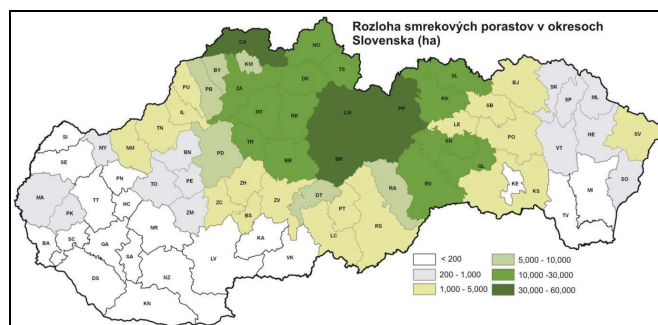 Rozloha smrekových porastov v okresoch
Slovenska (ha)
CA
NO
KM
TS
BY
DK
PU
PB
ZA
SL
BJ
IL
MT
RK
LM
PP
KK
SK
ML
SP
SB
TN
LE
NM
TR
PO
HE
SV
SI
MY
BN
PD
BB
BR
SN
VT
SE
GL
PN
TO
PE
ZH
DT
RA
RV
KE
KS
MI
SO
MA
PK
TT
HC
ZM
ZC
ZV
PT
TV
BS
RS
BA
SC
GA
NR
KA
LC
SA
LV
VK
DS
NZ
KN
< 200
200 - 1,000
1,000 - 5,000
5,000 - 10,000
10,000 -30,000
30,000 - 60,000